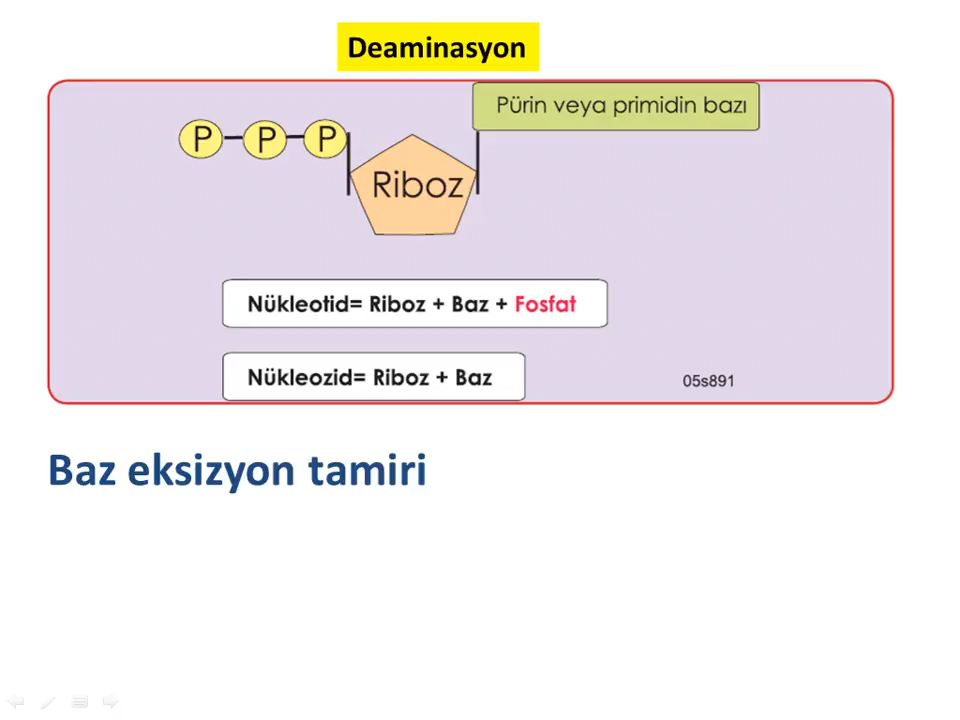 Deaminasyon
Pürin veya primidin bazı
P P P
Riboz
Nükleotid= Riboz + Baz + Fosfat
Nükleozid= Riboz + Baz
05s891
Baz eksizyon tamiri